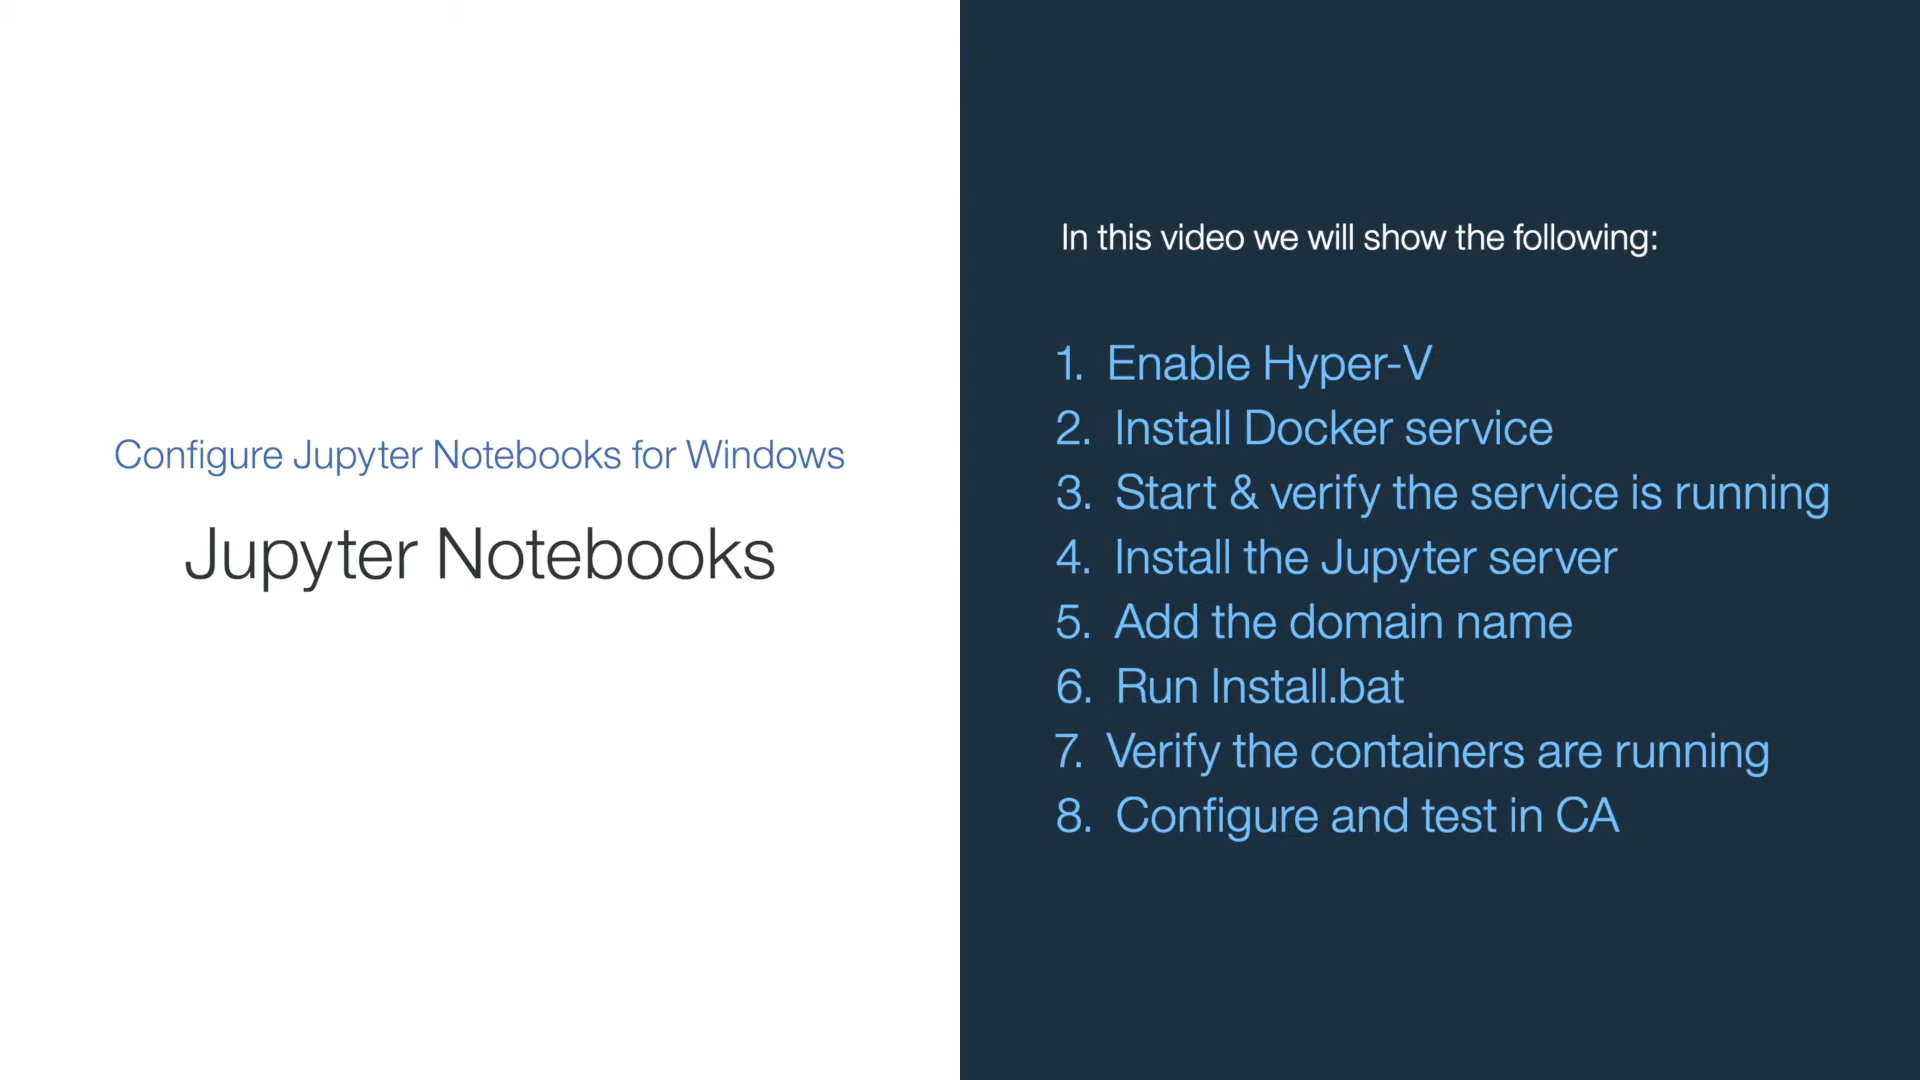 Configure Jupyter Notebooks for Windows
Jupyter Notebooks
In this video we will show the following:
1. Enable Hyper-V
2. Install Docker service
3. Start & verify the service is running
4. Install the Jupyter server
5. Add the domain name
6. Run Install.bat
7. Verify the containers are running
8. Configure and test in CA